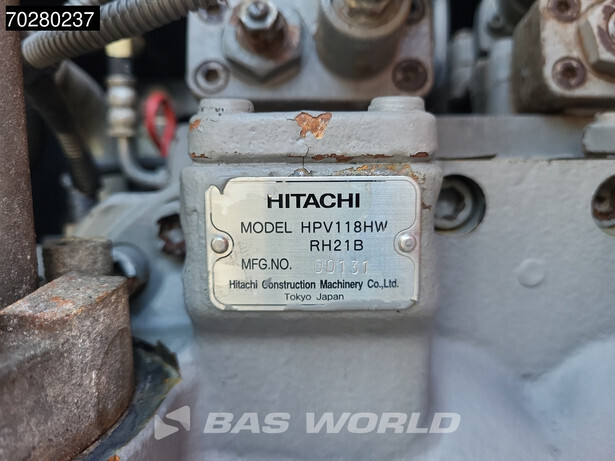 70280237
HITACHI
MODEL HPV118HW
RH21B
MFG.NO. 00131
Hitachi Construction Machinery Co.,Ltd.
Tokyo Japan
BAS WORLD